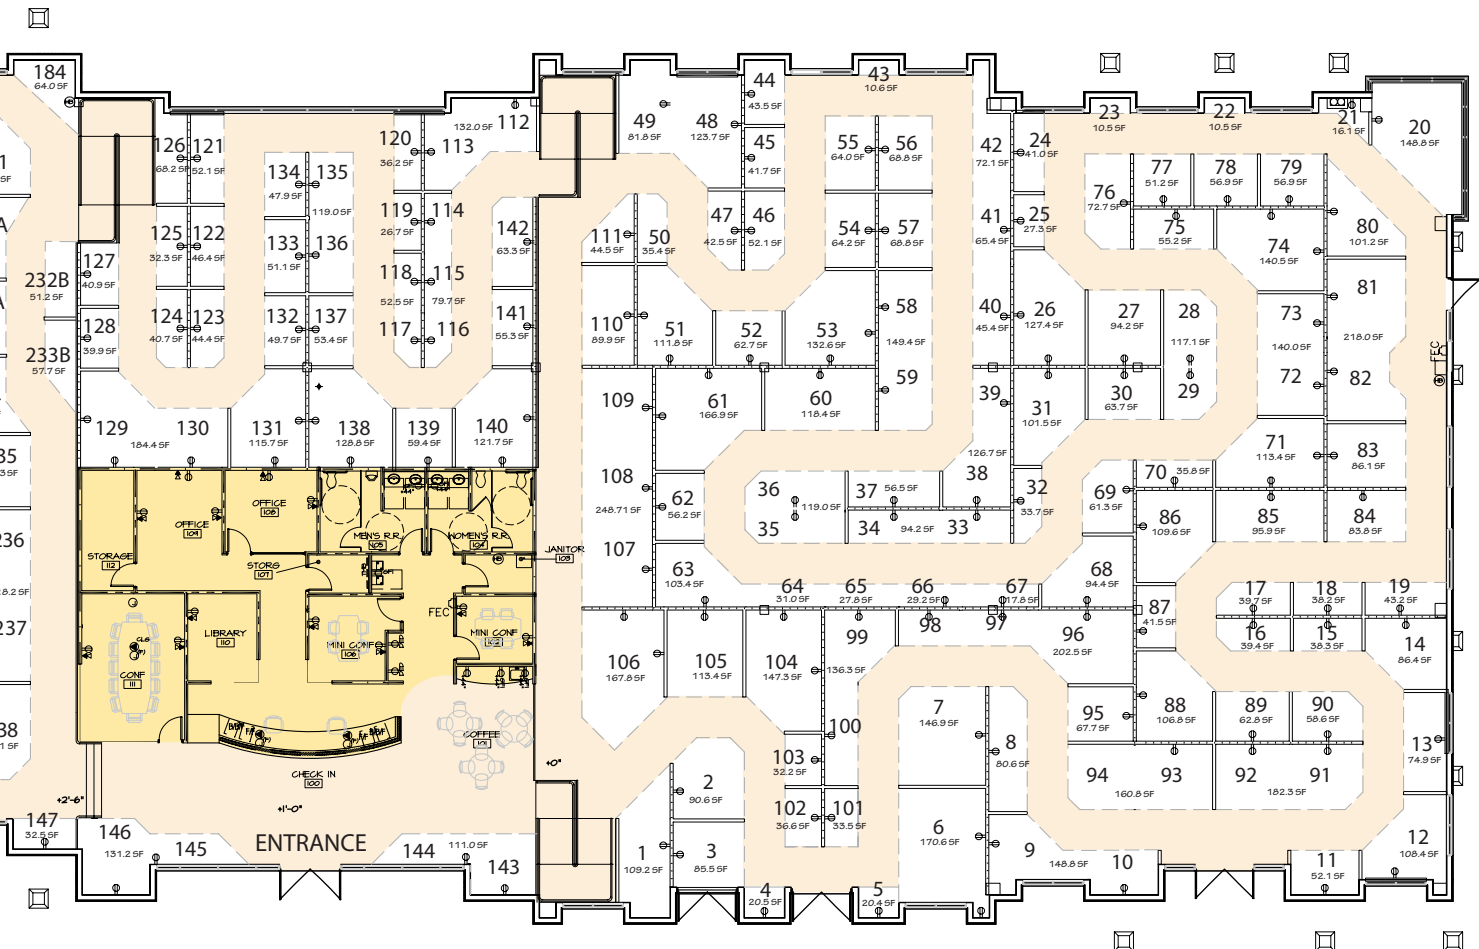 184
64.0 SF
1
SF
A
232B
51.2 SF
A
233B
57.7 SF
35
236
237
38
147
32.5 SF
126
68.2 SF
121
52.1 SF
125
32.3 SF
122
46.4 SF
124
40.7 SF
123
44.4 SF
127
40.9 SF
128
39.9 SF
134
47.9 SF
135
119.0 SF
133
51.1 SF
136
132
49.7 SF
137
53.4 SF
120
36.2 SF
132.0 SF
112
113
119
26.7 SF
114
118
52.5 SF
115
79.7 SF
117
116
142
63.3 SF
141
55.3 SF
129
184.4 SF
130
131
115.7 SF
138
128.8 SF
139
59.4 SF
140
121.7 SF
OFFICE
108
OFFICE
109
STORAGE
112
STORG
107
MEN'S R.R.
105
WOMEN'S R.R.
104
JANITOR
103
LIBRARY
110
MINI CONF
106
FEC
MINI CONF
102
CONF
111
COFFEE
101
CHECK IN
100
+2'-6"
+1'-0"
+0"
ENTRANCE
146
131.2 SF
145
144
111.0 SF
143
49
81.8 SF
48
123.7 SF
44
43.5 SF
45
41.7 SF
43
10.6 SF
47
42.5 SF
46
52.1 SF
55
64.0 SF
56
68.8 SF
54
64.2 SF
57
68.8 SF
111
44.5 SF
50
35.4 SF
110
89.9 SF
51
111.8 SF
52
62.7 SF
53
132.6 SF
58
149.4 SF
59
42
72.1 SF
41
65.4 SF
40
45.4 SF
39
126.7 SF
38
109
108
248.71 SF
107
61
166.9 SF
60
118.4 SF
62
56.2 SF
63
103.4 SF
36
119.0 SF
35
37
56.5 SF
34
94.2 SF
33
64
31.0 SF
65
27.8 SF
66
29.2 SF
67
17.8 SF
68
94.4 SF
106
167.8 SF
105
113.4 SF
104
147.3 SF
99
136.3 SF
98
97
96
202.5 SF
100
103
32.2 SF
102
36.6 SF
101
33.5 SF
2
90.6 SF
3
85.5 SF
1
109.2 SF
4
20.5 SF
5
20.4 SF
7
146.9 SF
6
170.6 SF
8
80.6 SF
9
148.8 SF
10
24
41.0 SF
23
10.5 SF
22
10.5 SF
21
16.1 SF
20
148.8 SF
25
27.3 SF
26
127.4 SF
27
94.2 SF
28
117.1 SF
29
30
63.7 SF
31
101.5 SF
32
33.7 SF
76
72.7 SF
77
51.2 SF
78
56.9 SF
79
56.9 SF
75
55.2 SF
74
140.5 SF
80
101.2 SF
81
218.0 SF
82
FEC
73
140.0 SF
72
71
113.4 SF
70
35.8 SF
69
61.3 SF
83
86.1 SF
84
83.8 SF
85
95.9 SF
86
109.6 SF
87
41.5 SF
17
39.7 SF
18
38.2 SF
19
43.2 SF
16
39.4 SF
15
38.3 SF
14
86.4 SF
88
106.8 SF
89
62.8 SF
90
58.6 SF
95
67.7 SF
94
160.8 SF
93
92
182.3 SF
91
13
74.9 SF
12
108.4 SF
11
52.1 SF